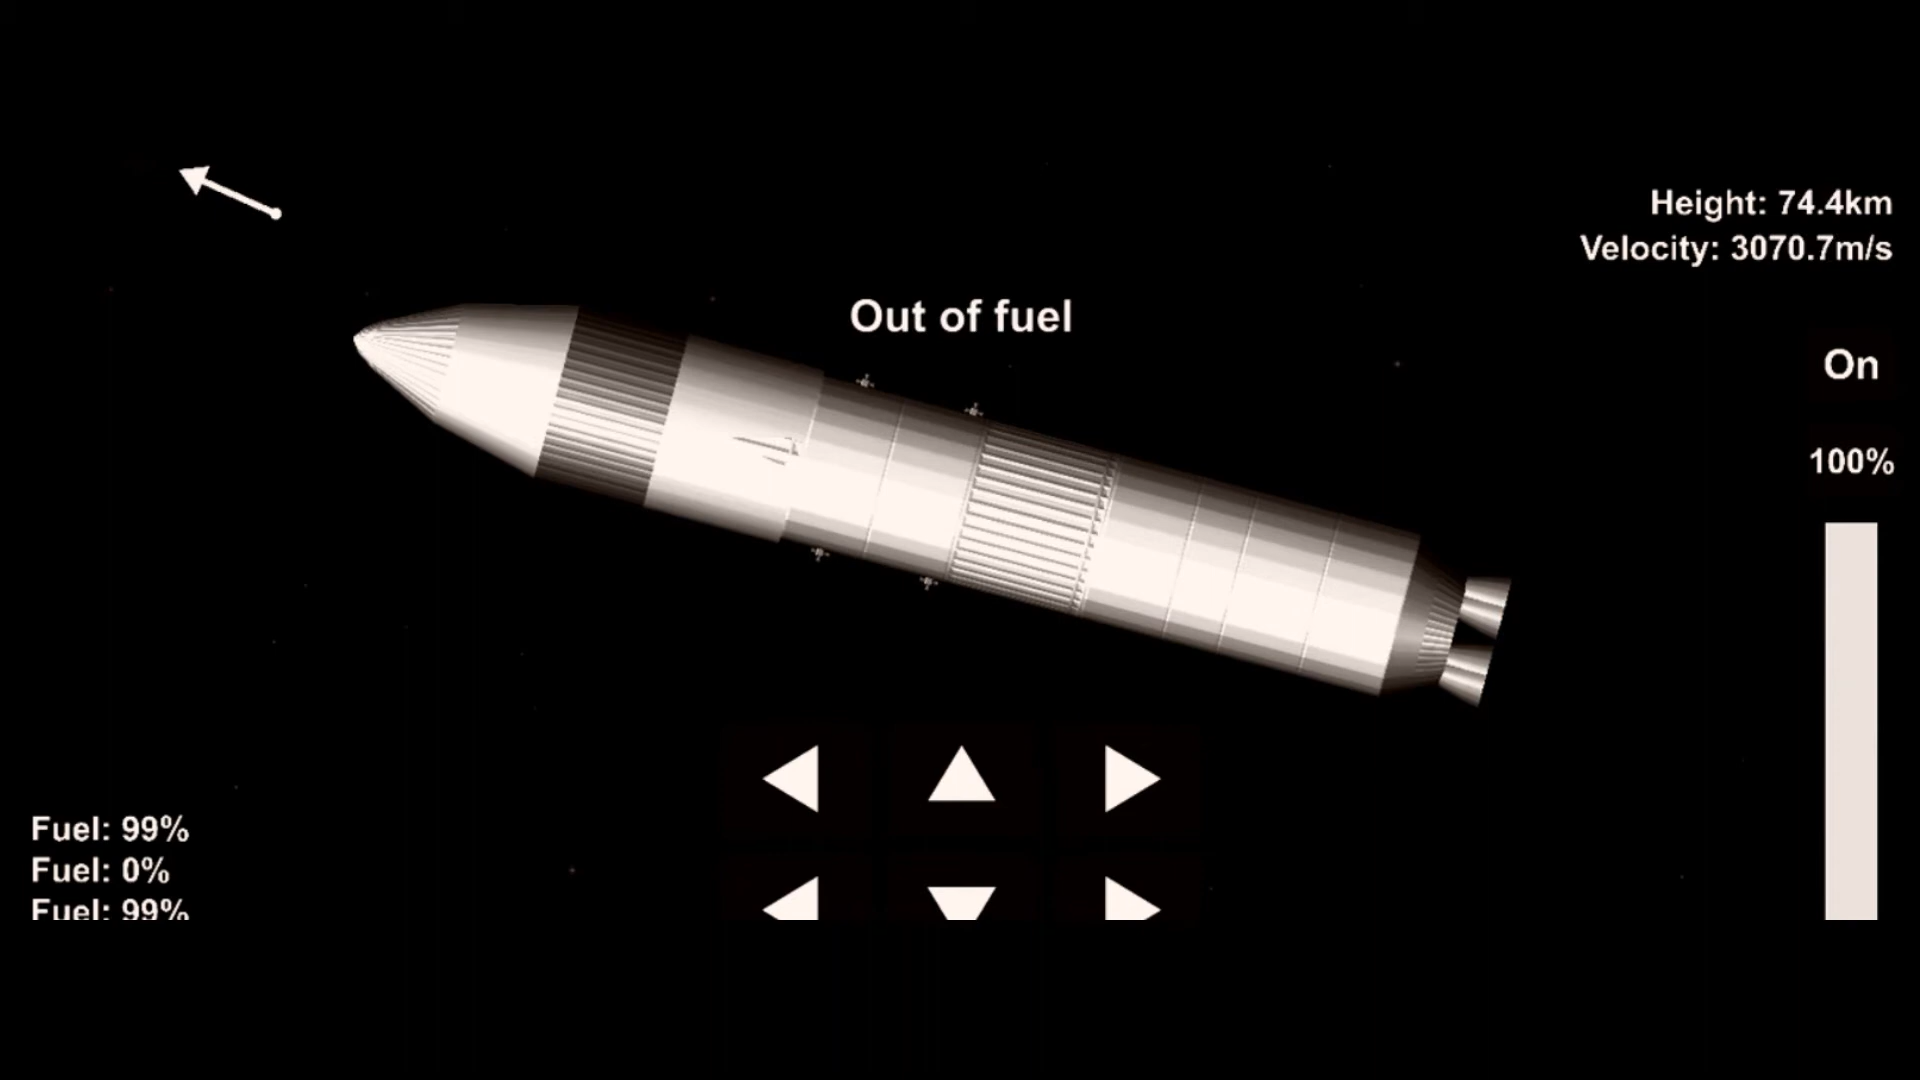 Height: 74.4km
Velocity: 3070.7m/s
Out of fuel
On
100%
Fuel: 99%
Fuel: 0%
Fuel: 99%